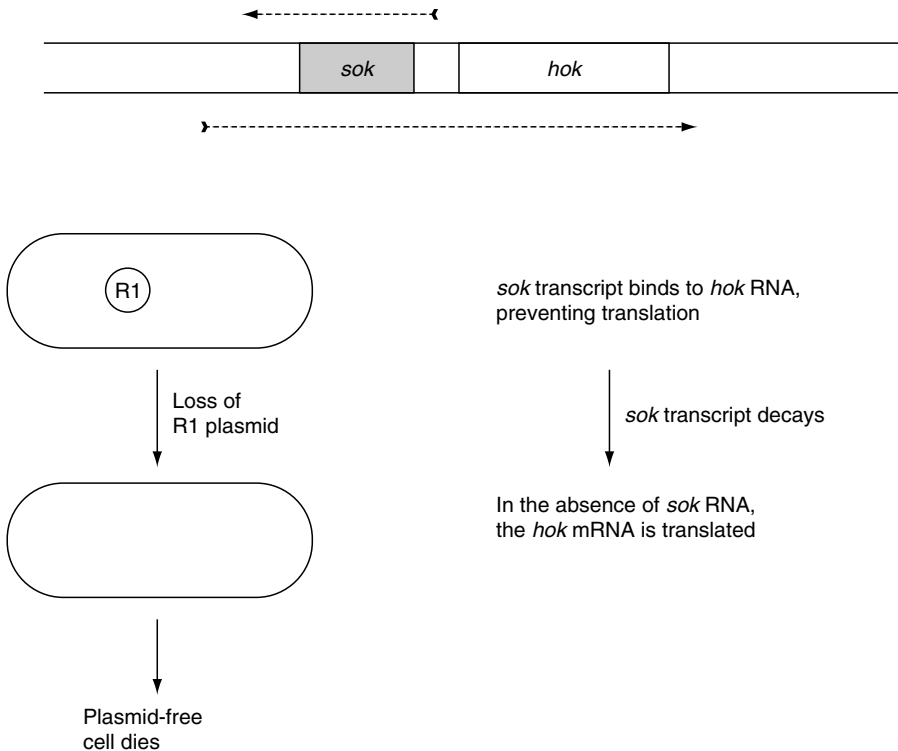 sok
hok
R1
sok transcript binds to hok RNA,
preventing translation
Loss of
R1 plasmid
sok transcript decays
In the absence of sok RNA,
the hok mRNA is translated
Plasmid-free
cell dies